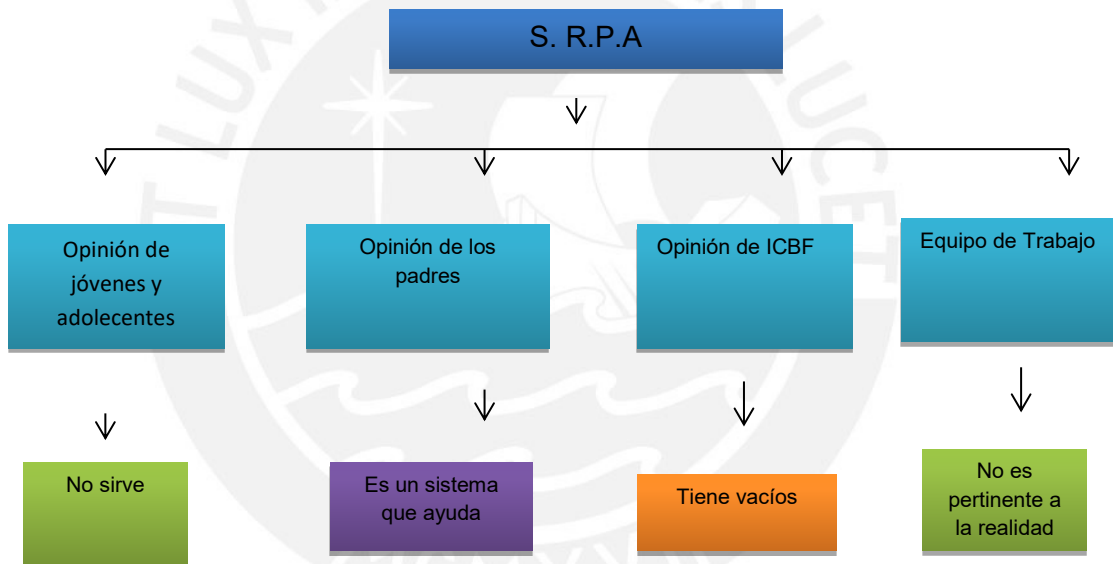 S. R.P.A
Opinión de
jóvenes y
adolecentes
Opinión de los
padres
Opinión de ICBF
Equipo de Trabajo
No sirve
Es un sistema
que ayuda
Tiene vacíos
No es
pertinente a
la realidad